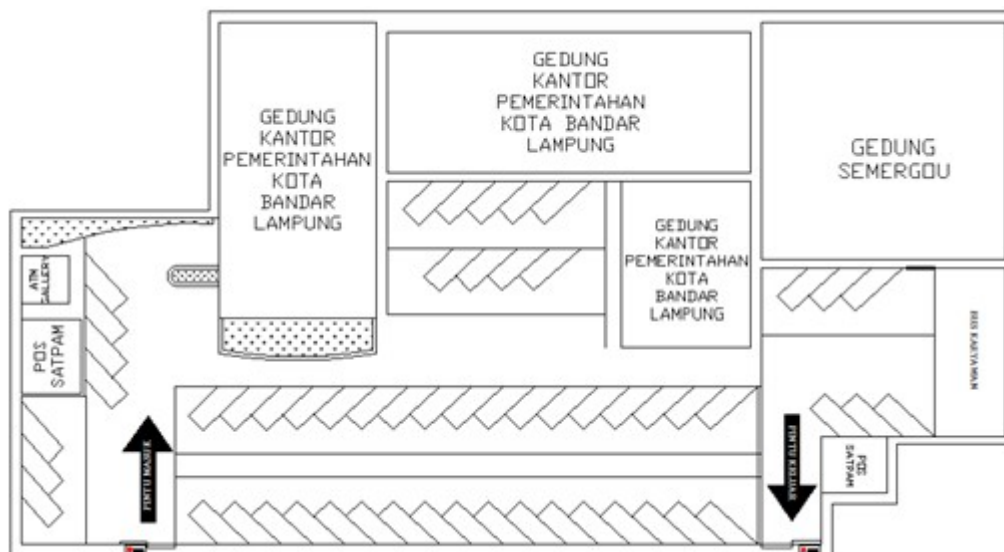 GEDUNG
KANTOR
PEMERINTAHAN
KOTA
BANDAR
LAMPUNG
GEDUNG
KANTOR
PEMERINTAHAN
KOTA BANDAR
LAMPUNG
GEDUNG
SEMERGOU
GEDUNG
KANTOR
PEMERINTAHAN
KOTA
BANDAR
LAMPUNG
ATM
GALLERY
POS
SATPAM
PINTU MASUK
PINTU KELUAR
POS
SATPAM